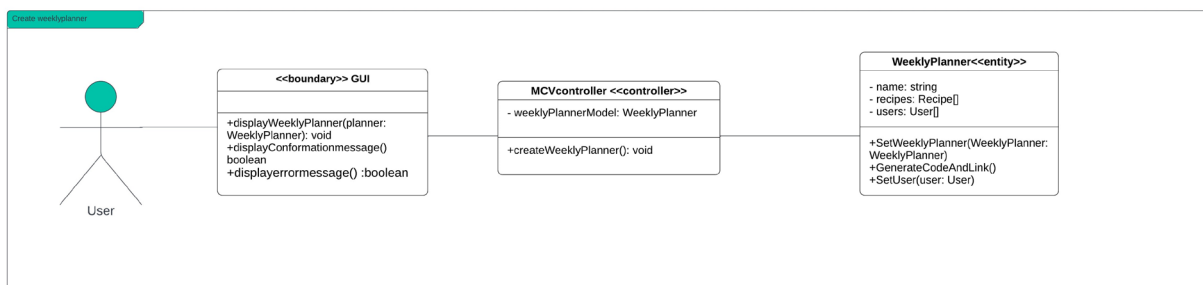 Create weeklyplanner
User
<<boundary>> GUI
+displayWeeklyPlanner(planner:
WeeklyPlanner): void
+displayConformationmessage()
boolean
+displayerrormessage() :boolean
MCVcontroller <<controller>>
- weeklyPlannerModel: WeeklyPlanner
+createWeeklyPlanner(): void
WeeklyPlanner<<entity>>
- name: string
- recipes: Recipe[]
- users: User[]
+SetWeeklyPlanner(WeeklyPlanner:
WeeklyPlanner)
+GenerateCodeAndLink()
+SetUser(user: User)